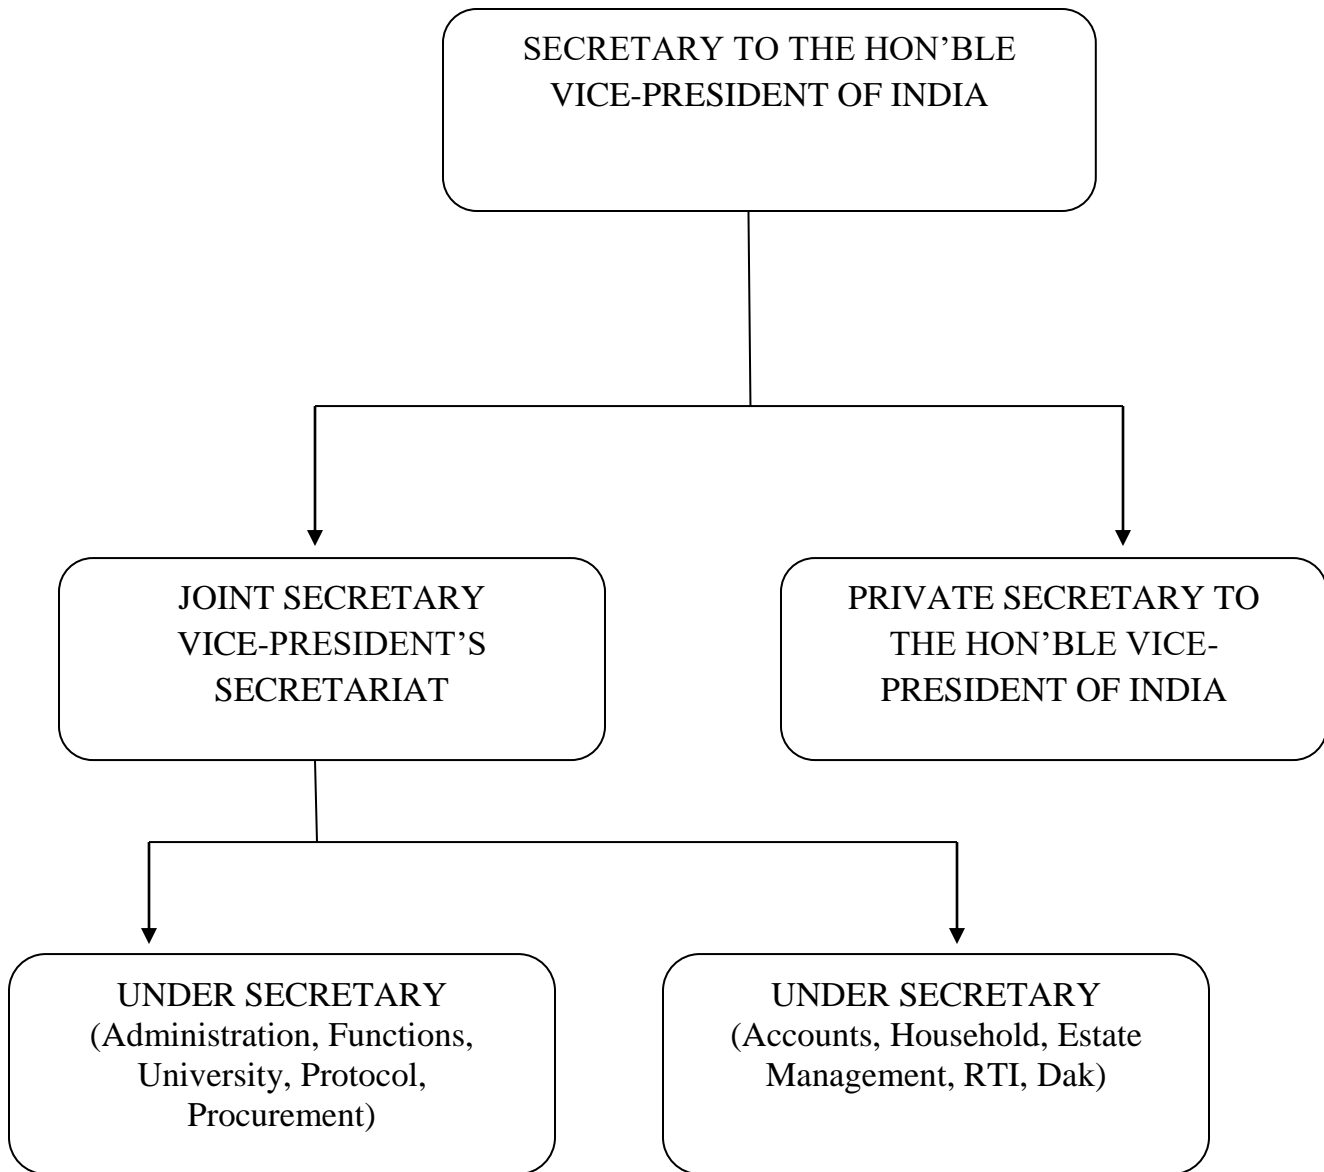 SECRETARY TO THE HON’BLE
VICE-PRESIDENT OF INDIA
JOINT SECRETARY
VICE-PRESIDENT’S
SECRETARIAT
PRIVATE SECRETARY TO
THE HON’BLE VICE-
PRESIDENT OF INDIA
UNDER SECRETARY
(Administration, Functions,
University, Protocol,
Procurement)
UNDER SECRETARY
(Accounts, Household, Estate
Management, RTI, Dak)